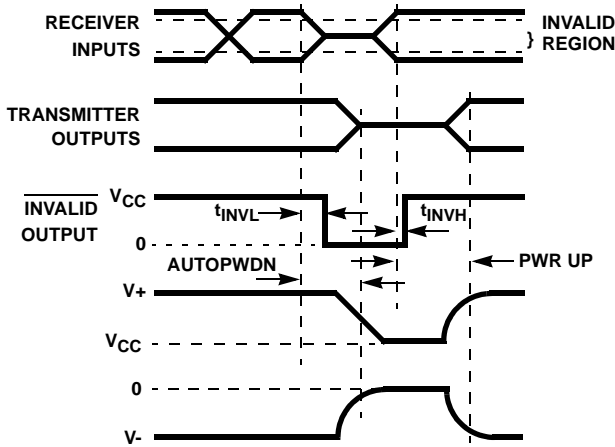 RECEIVER
INPUTS
} INVALID
REGION
TRANSMITTER
OUTPUTS
INVALID
OUTPUT
VCC
0
tINVL
tINVH
AUTOPWDN
PWR UP
V+
VCC
0
V-